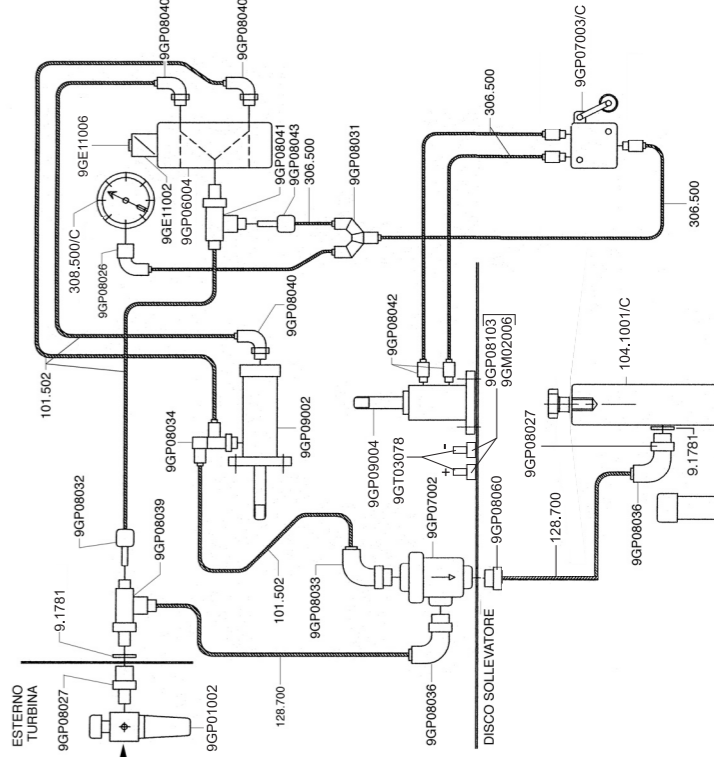 9GP08040
9GP08040
9GE11006
9GE11002
9GP06004
9GP08041
9GP08043
306.500
9GP08031
308.500/C
9GP08026
101.502
9GP08040
9GP08034
9GP09002
9GP08032
9GP08039
9.1781
9GP08027
ESTERNO
TURBINA
9GP01002
128.700
101.502
9GP08033
9GP08036
9GP07002
9GP08060
DISCO SOLLEVATORE
9GP08042
9GP09004
9GT03078
+
-
9GP08103
9GM02006
306.500
9GP07003/C
306.500
104.1001/C
9GP08027
9.1781
9GP08036
128.700